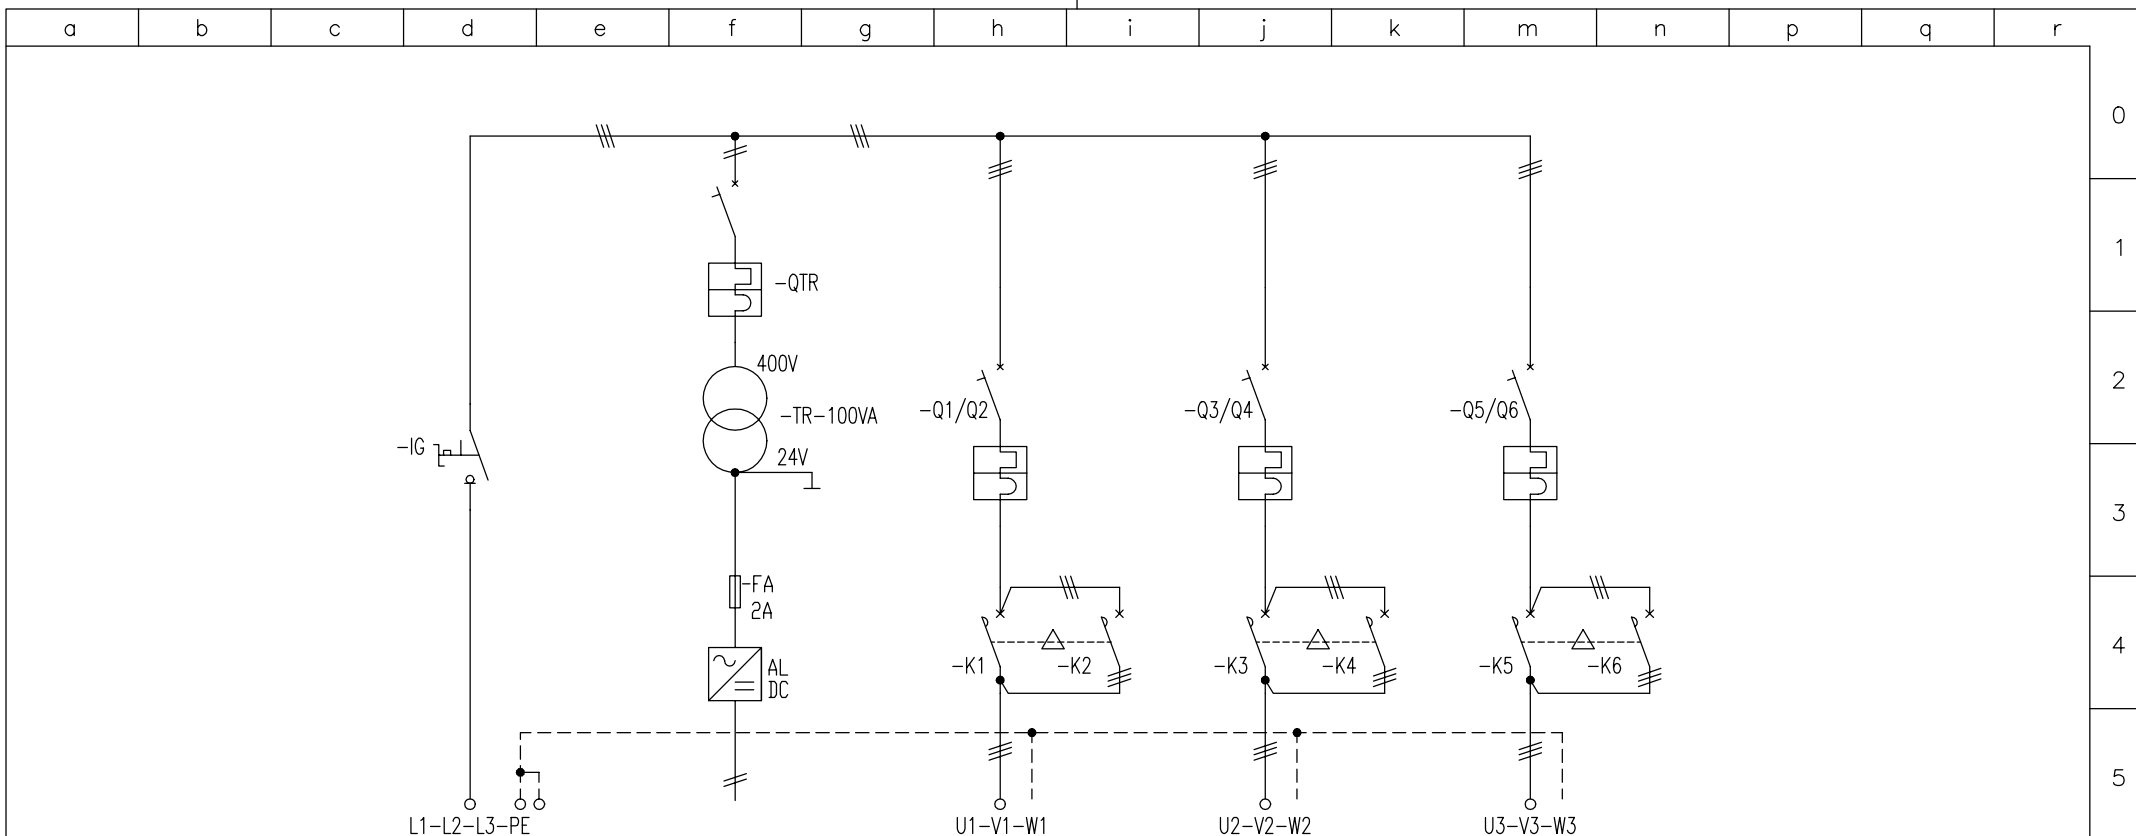 a b c d e f g h i j k m n p q r
0
1
-QTR
400V
2
-Q1/Q2 -Q3/Q4 -Q5/Q6
-TR-100VA
-IG
24V
3
-FA
2A
4
-K1 -K2 -K3 -K4 -K5 -K6
AL
DC
5
L1-L2-L3-PE U1-V1-W1 U2-V2-W2 U3-V3-W3